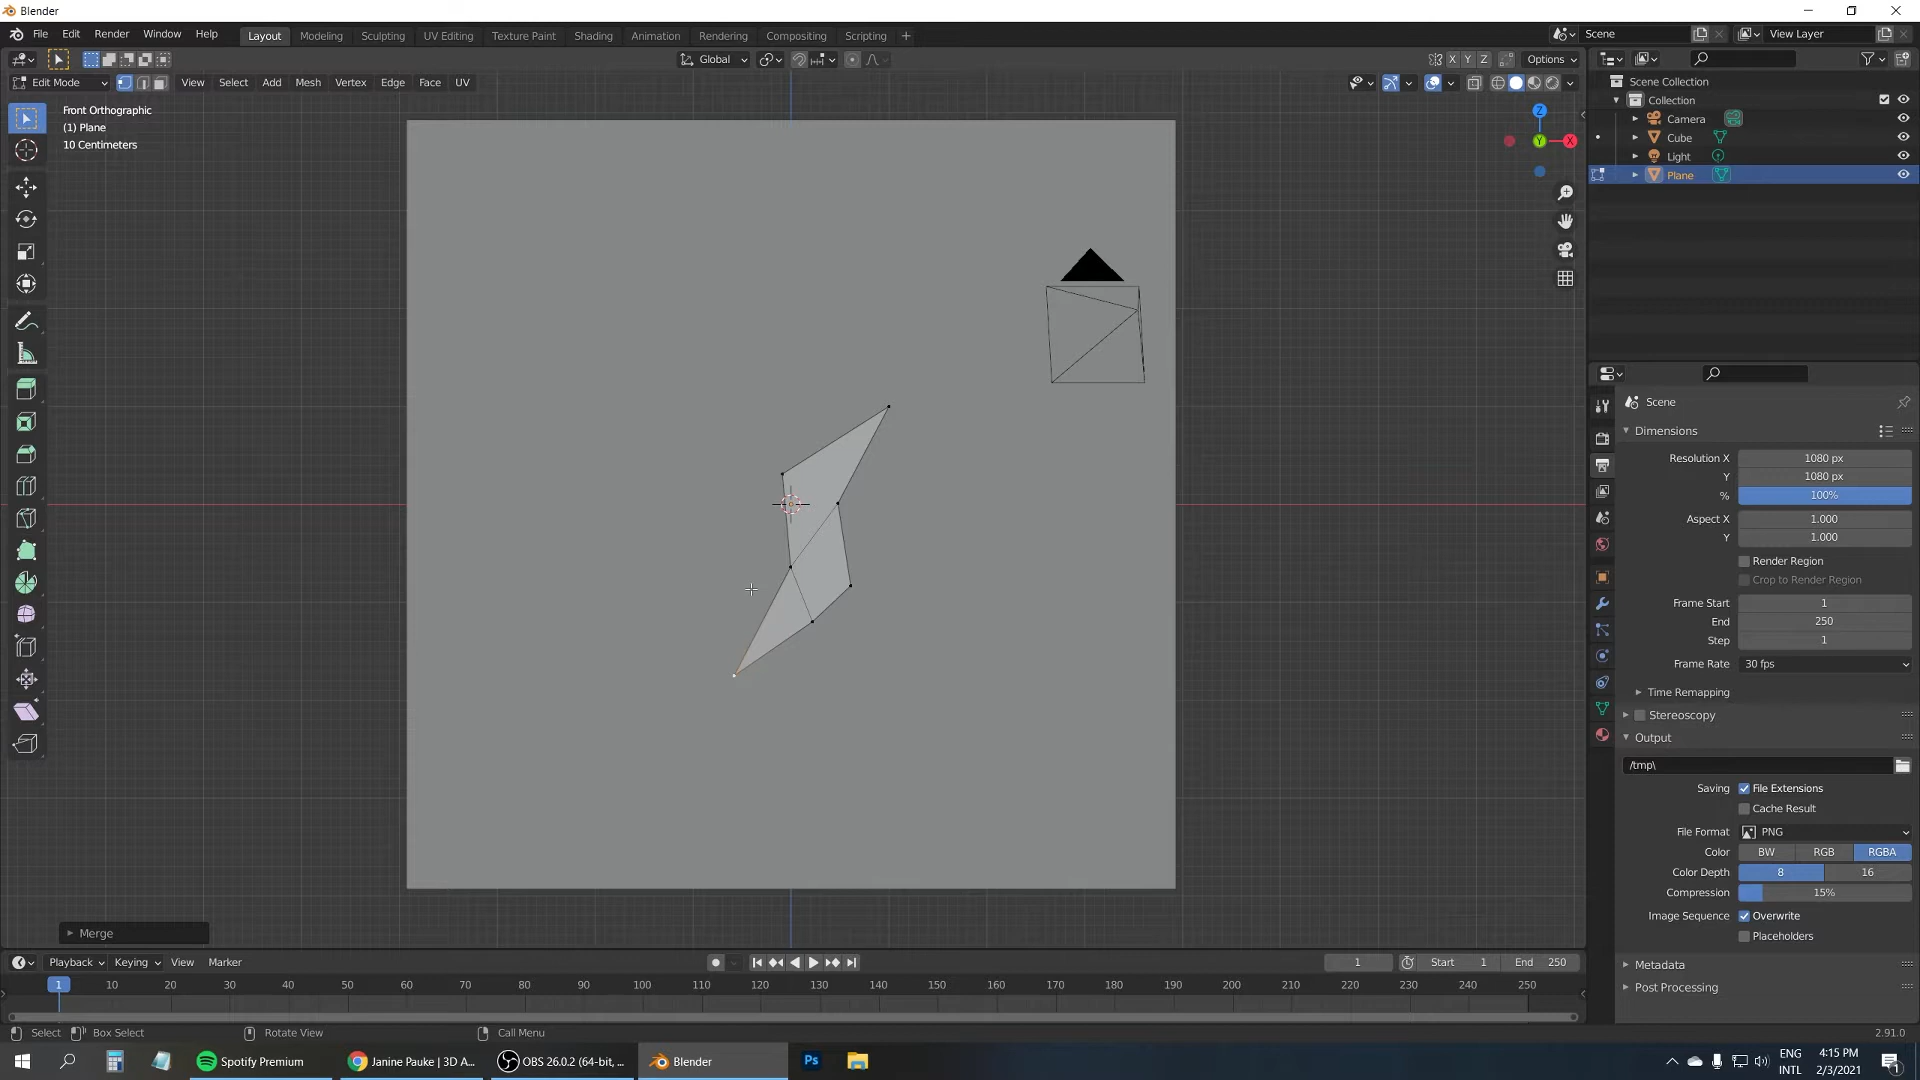 Blender
File Edit Render Window Help Layout Modeling Sculpting UV Editing Texture Paint Shading Animation Rendering Compositing Scripting + Scene View Layer
Global Options X Y Z
Edit Mode View Select Add Mesh Vertex Edge Face UV
Front Orthographic
(1) Plane
10 Centimeters
Z
Y
X
Scene Collection
Collection
Camera
Cube
Light
Plane
Scene
Dimensions
Resolution X 1080 px
Y 1080 px
% 100%
Aspect X 1.000
Y 1.000
Render Region
Crop to Render Region
Frame Start 1
End 250
Step 1
Frame Rate 30 fps
Time Remapping
Stereoscopy
Output
/tmp\
Saving File Extensions
Cache Result
File Format PNG
Color BW RGB RGBA
Color Depth 8 16
Compression 15%
Image Sequence Overwrite
Placeholders
Metadata
Post Processing
Merge
Playback Keying View Marker 1 Start 1 End 250
1 10 20 30 40 50 60 70 80 90 100 110 120 130 140 150 160 170 180 190 200 210 220 230 240 250
Select Box Select Rotate View Call Menu 2.91.0
Spotify Premium Janine Pauke | 3D A... OBS 26.0.2 (64-bit, ... Blender Ps
ENG
INTL
4:15 PM
2/3/2021
1